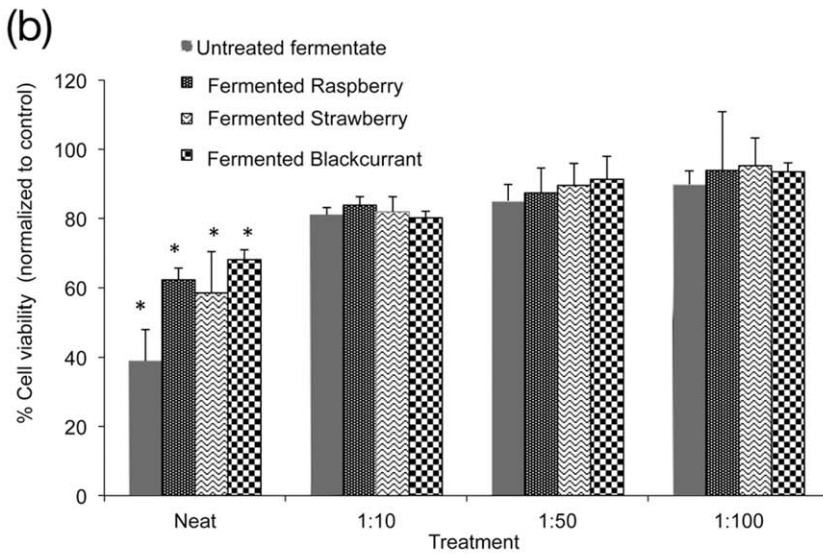 (b)
Untreated fermentate
Fermented Raspberry
Fermented Strawberry
Fermented Blackcurrant
% Cell viability (normalized to control)
120
100
80
60
40
20
0
* * * *
Neat 1:10 1:50 1:100
Treatment